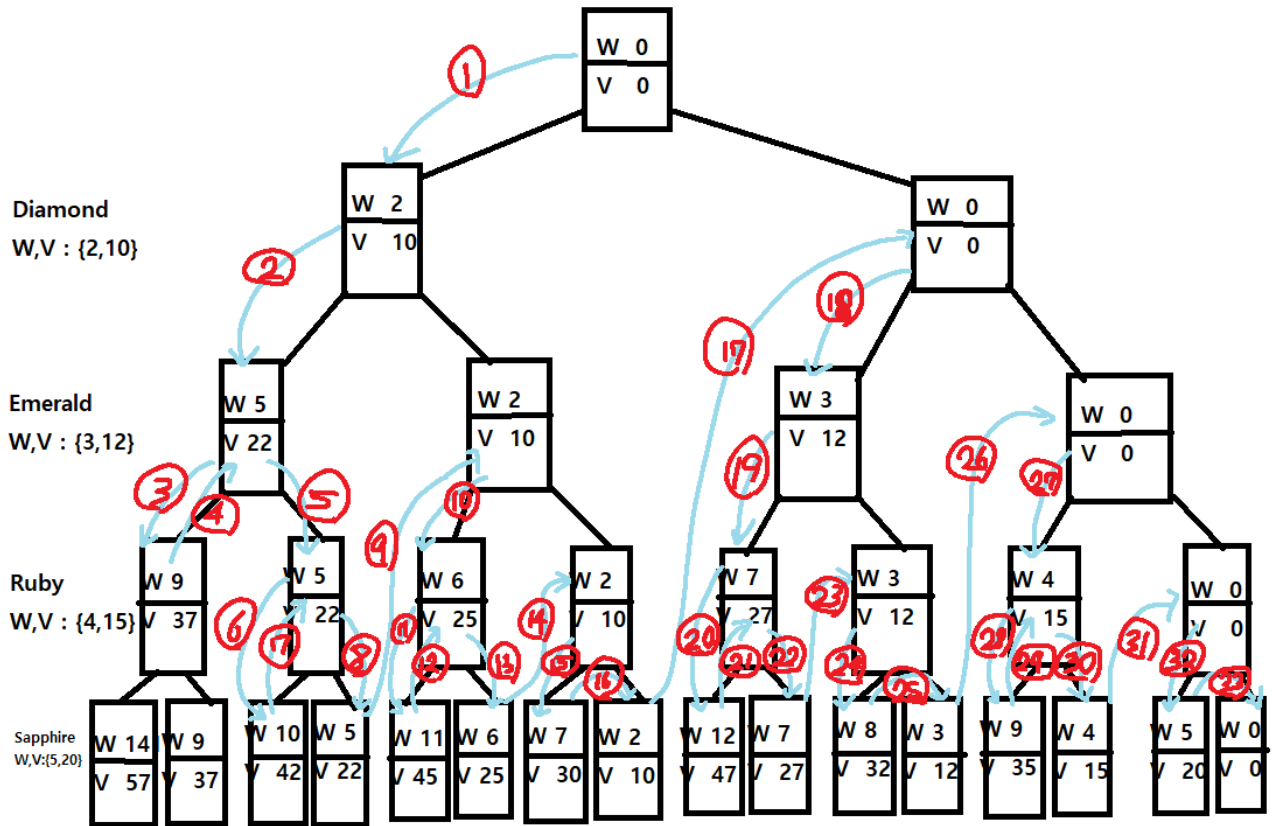 W 0
V 0
1
Diamond
W,V : {2,10}
W 2
V 10
W 0
V 0
2
17
18
Emerald
W,V : {3,12}
W 5
V 22
W 2
V 10
W 3
V 12
W 0
V 0
3
4
5
9
10
19
26
27
Ruby
W,V : {4,15}
W 9
V 37
W 5
V 22
W 6
V 25
W 2
V 10
W 7
V 27
W 3
V 12
W 4
V 15
W 0
V 0
6
7
8
11
12
13
14
15
16
20
21
22
23
24
25
28
29
30
31
32
33
Sapphire
W,V:{5,20}
W 14
V 57
W 9
V 37
W 10
V 42
W 5
V 22
W 11
V 45
W 6
V 25
W 7
V 30
W 2
V 10
W 12
V 47
W 7
V 27
W 8
V 32
W 3
V 12
W 9
V 35
W 4
V 15
W 5
V 20
W 0
V 0